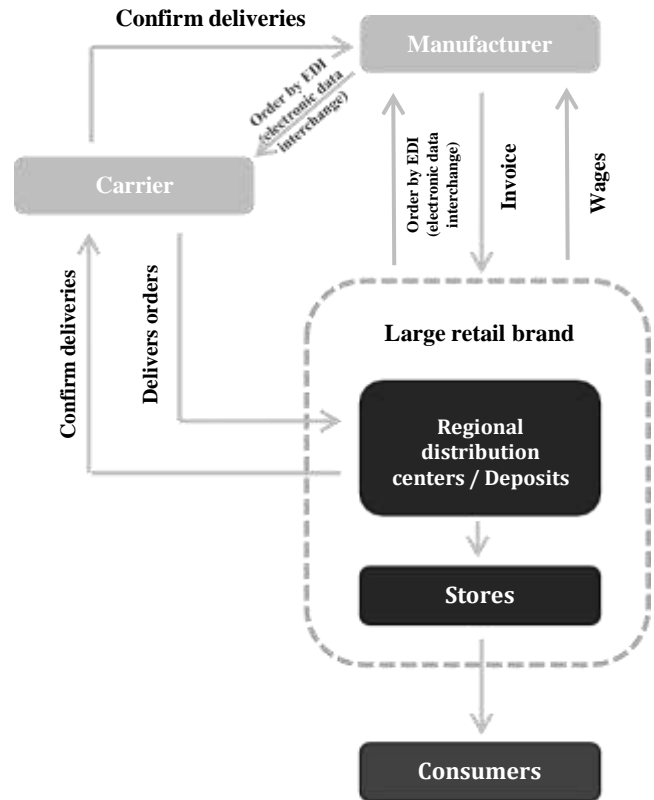 Confirm deliveries
Manufacturer
Order by EDI
(electronic data
interchange)
Carrier
Order by EDI
(electronic data
interchange)
Invoice
Wages
Confirm deliveries
Delivers orders
Large retail brand
Regional
distribution
centers / Deposits
Stores
Consumers